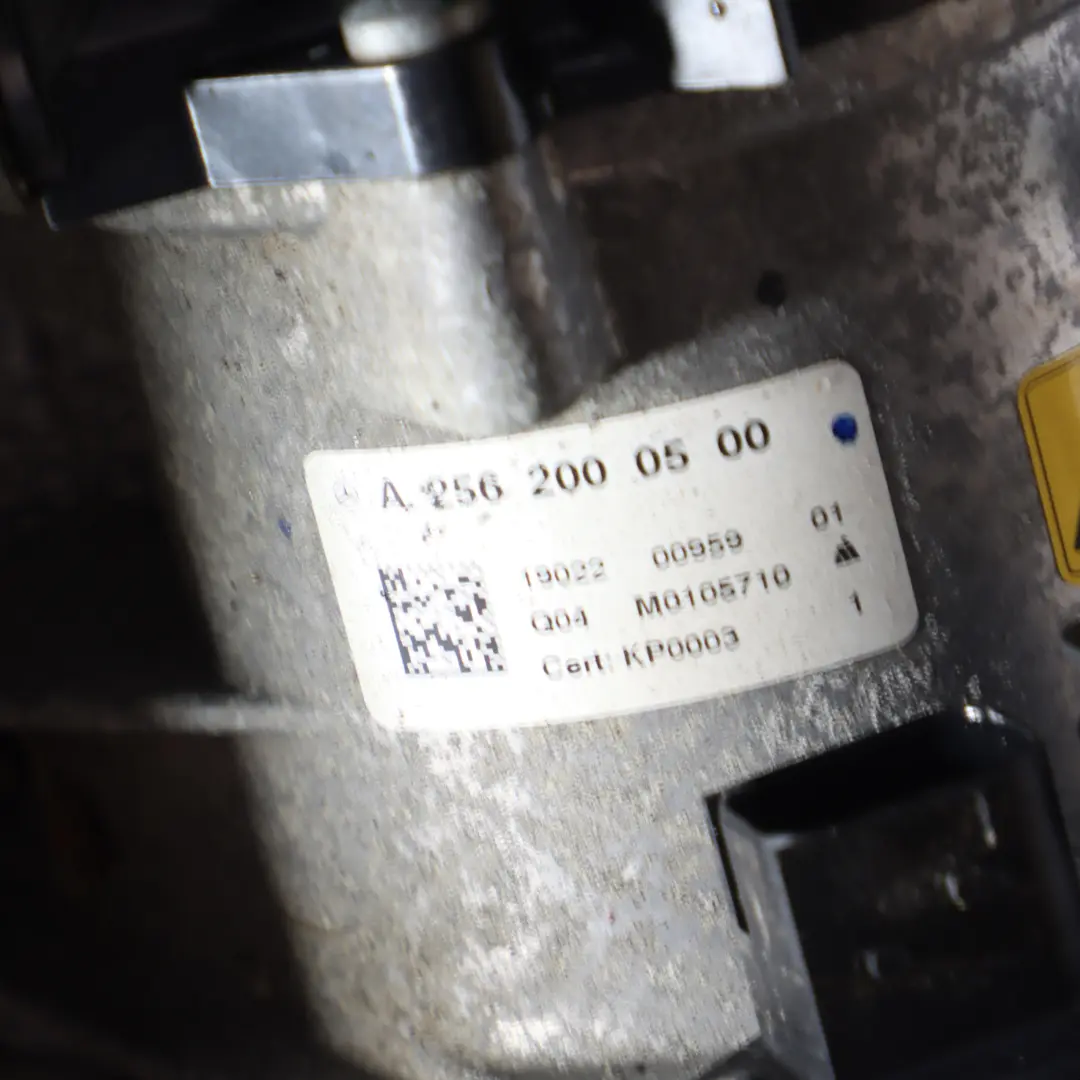 A 256 200 05 00
19022 00959 01
Q04 M0105710
Cert: KP0003 1